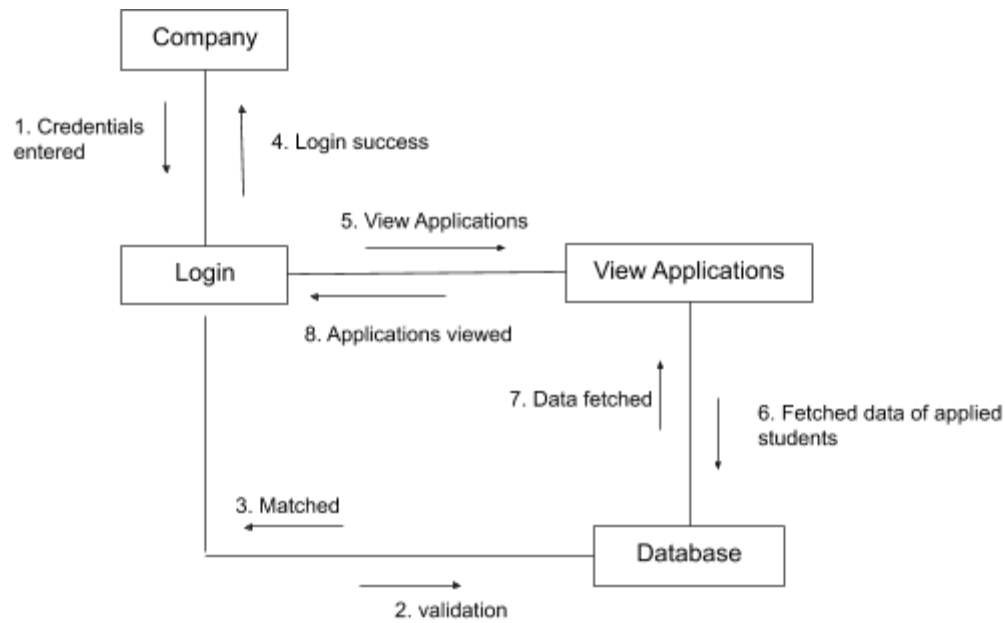 Company
1. Credentials
entered
4. Login success
5. View Applications
Login
View Applications
8. Applications viewed
7. Data fetched
6. Fetched data of applied
students
3. Matched
Database
2. validation